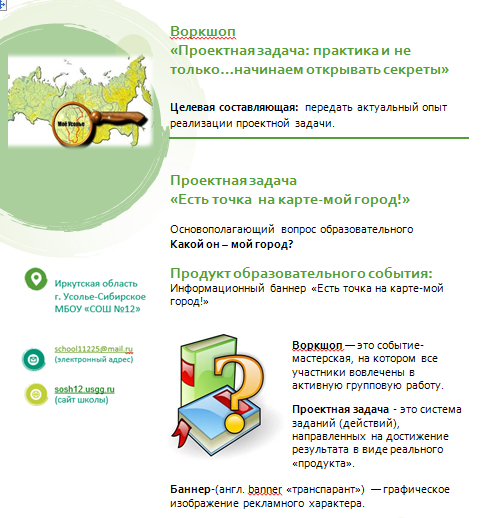 Воркшоп
«Проектная задача: практика и не
только…начинаем открывать секреты»
Целевая составляющая: передать актуальный опыт
реализации проектной задачи.
Моё Усолье
Проектная задача
«Есть точка на карте-мой город!»
Основополагающий вопрос образовательного
Какой он – мой город?
Продукт образовательного события:
Информационный баннер «Есть точка на карте-мой
город!»
Иркутская область
г. Усолье-Сибирское
МБОУ «СОШ №12»
school11225@mail.ru
(электронный адрес)
sosh12.usgg.ru
(сайт школы)
Воркшоп — это событие-
мастерская, на котором все
участники вовлечены в
активную групповую работу.
Проектная задача - это система
заданий (действий),
направленных на достижение
результата в виде реального
«продукта».
Баннер-(англ. banner «транспарант») — графическое
изображение рекламного характера.